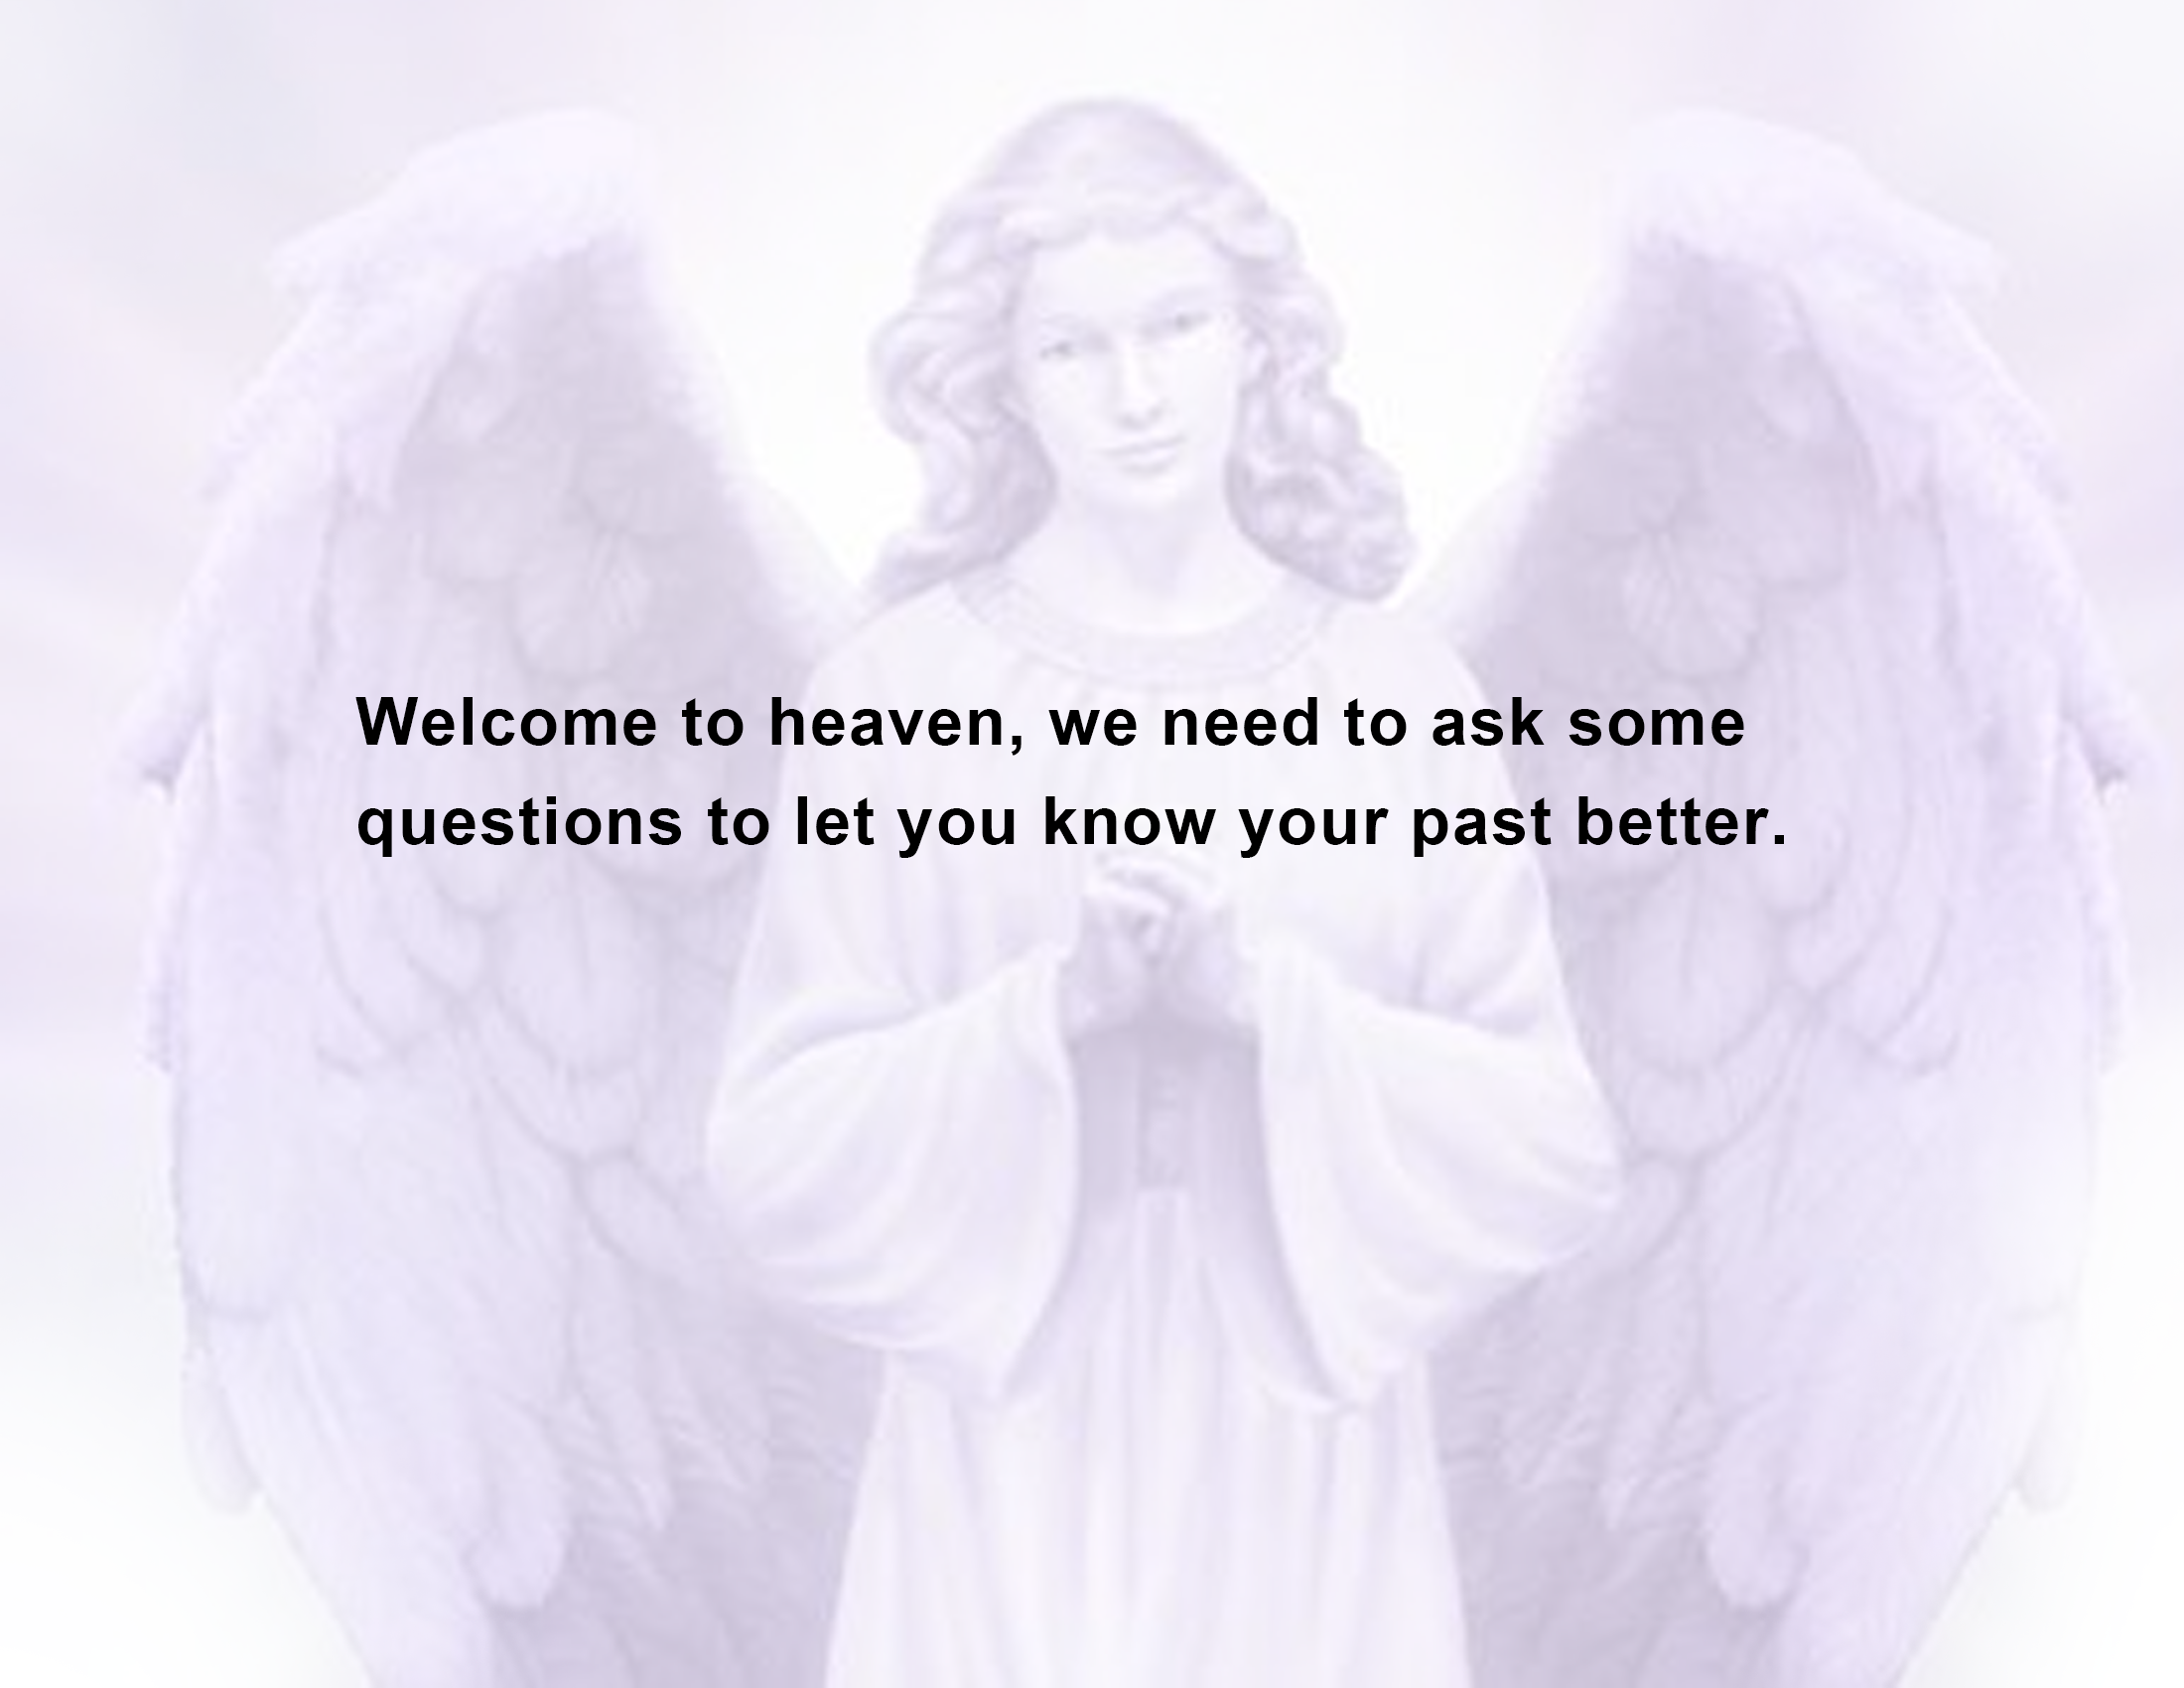 Welcome to heaven, we need to ask some
questions to let you know your past better.